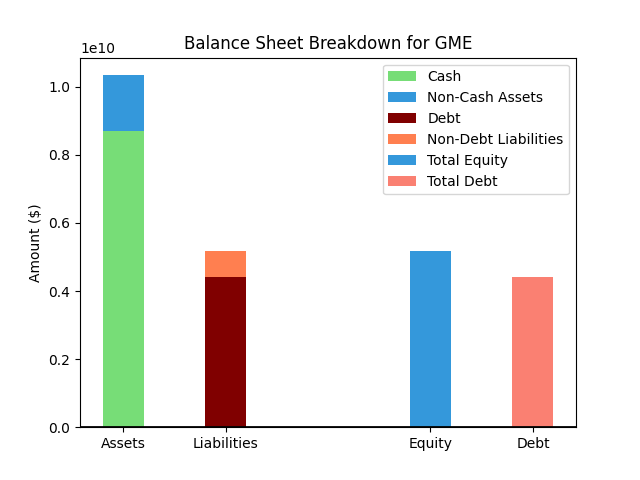 Balance Sheet Breakdown for GME
1e10
Amount ($)
1.0
0.8
0.6
0.4
0.2
0.0
Cash
Non-Cash Assets
Debt
Non-Debt Liabilities
Total Equity
Total Debt
Assets
Liabilities
Equity
Debt